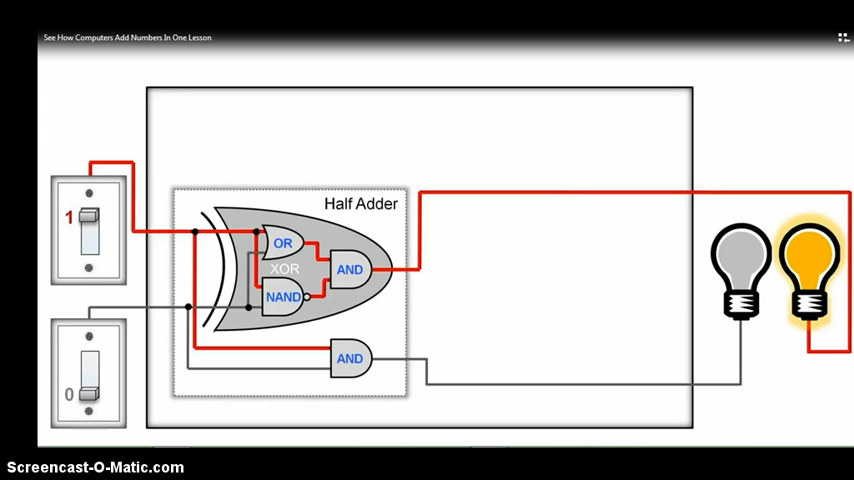 See How Computers Add Numbers In One Lesson
Half Adder
1
OR
XOR
AND
NAND
AND
0
Screencast-O-Matic.com